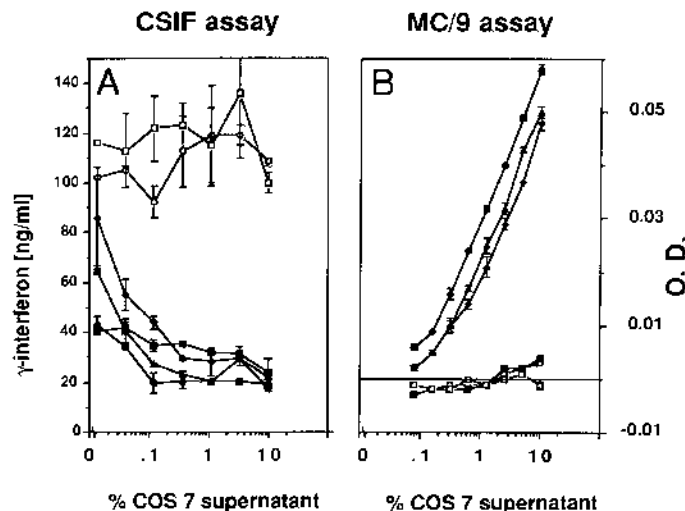 CSIF assay
MC/9 assay
A
B
γ-interferon [ng/ml]
140
120
100
80
60
40
20
0
0.05
0.03
0.01
-0.01
O. D.
0 .1 1 10
0 .1 1 10
% COS 7 supernatant
% COS 7 supernatant